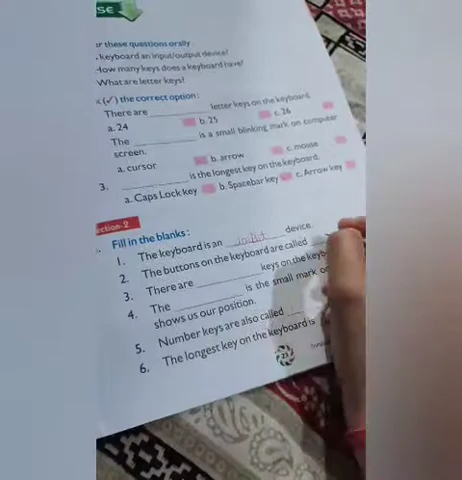 SE
r these questions orally
keyboard an input/output device?
How many keys does a keyboard have?
What are letter keys?
(✓) the correct option:
There are __________ letter keys on the keyboard.
a. 24 b. 25 c. 26
The __________ is a small blinking mark on computer
screen.
a. cursor b. arrow c. mouse
3. __________ is the longest key on the keyboard.
a. Caps Lock key b. Spacebar key c. Arrow key
ection-2
Fill in the blanks:
1. The keyboard is an input device.
2. The buttons on the keyboard are called
3. There are __________ keys on the keyb
4. The __________ is the small mark o
shows us our position.
5. Number keys are also called
6. The longest key on the keyboard is
23